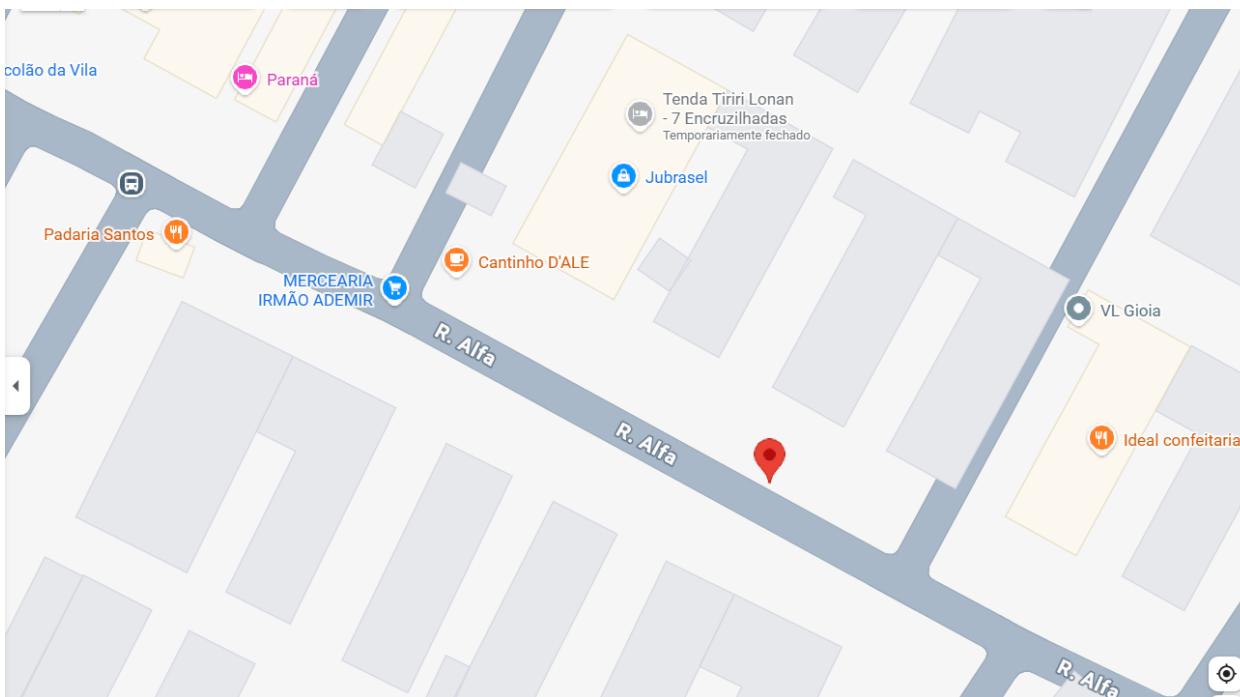 colão da Vila
Paraná
Tenda Tiriri Lonan
- 7 Encruzilhadas
Temporariamente fechado
Jubrasel
Padaria Santos
Cantinho D'ALE
MERCEARIA
IRMÃO ADEMIR
VL Gioia
R. Alfa
R. Alfa
Ideal confeitaria
R. Alfa